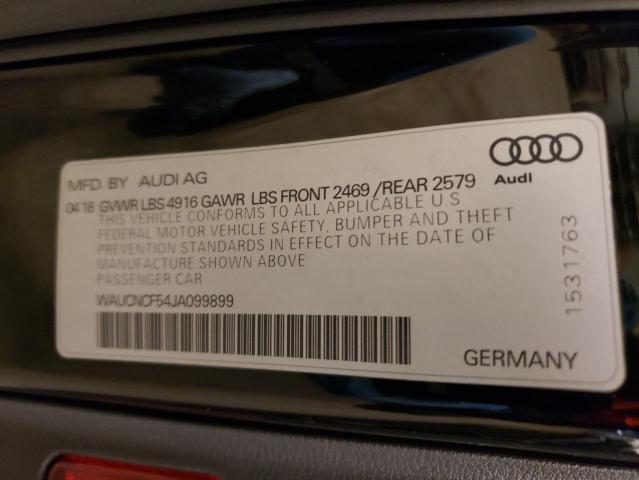 MFD. BY AUDI AG
Audi
04 18 GVWR LBS 4916 GAWR LBS FRONT 2469 /REAR 2579
THIS VEHICLE CONFORMS TO ALL APPLICABLE U.S
FEDERAL MOTOR VEHICLE SAFETY, BUMPER AND THEFT
PREVENTION STANDARDS IN EFFECT ON THE DATE OF
MANUFACTURE SHOWN ABOVE
PASSENGER CAR
WAUCNCF54JA099899
1531763
GERMANY